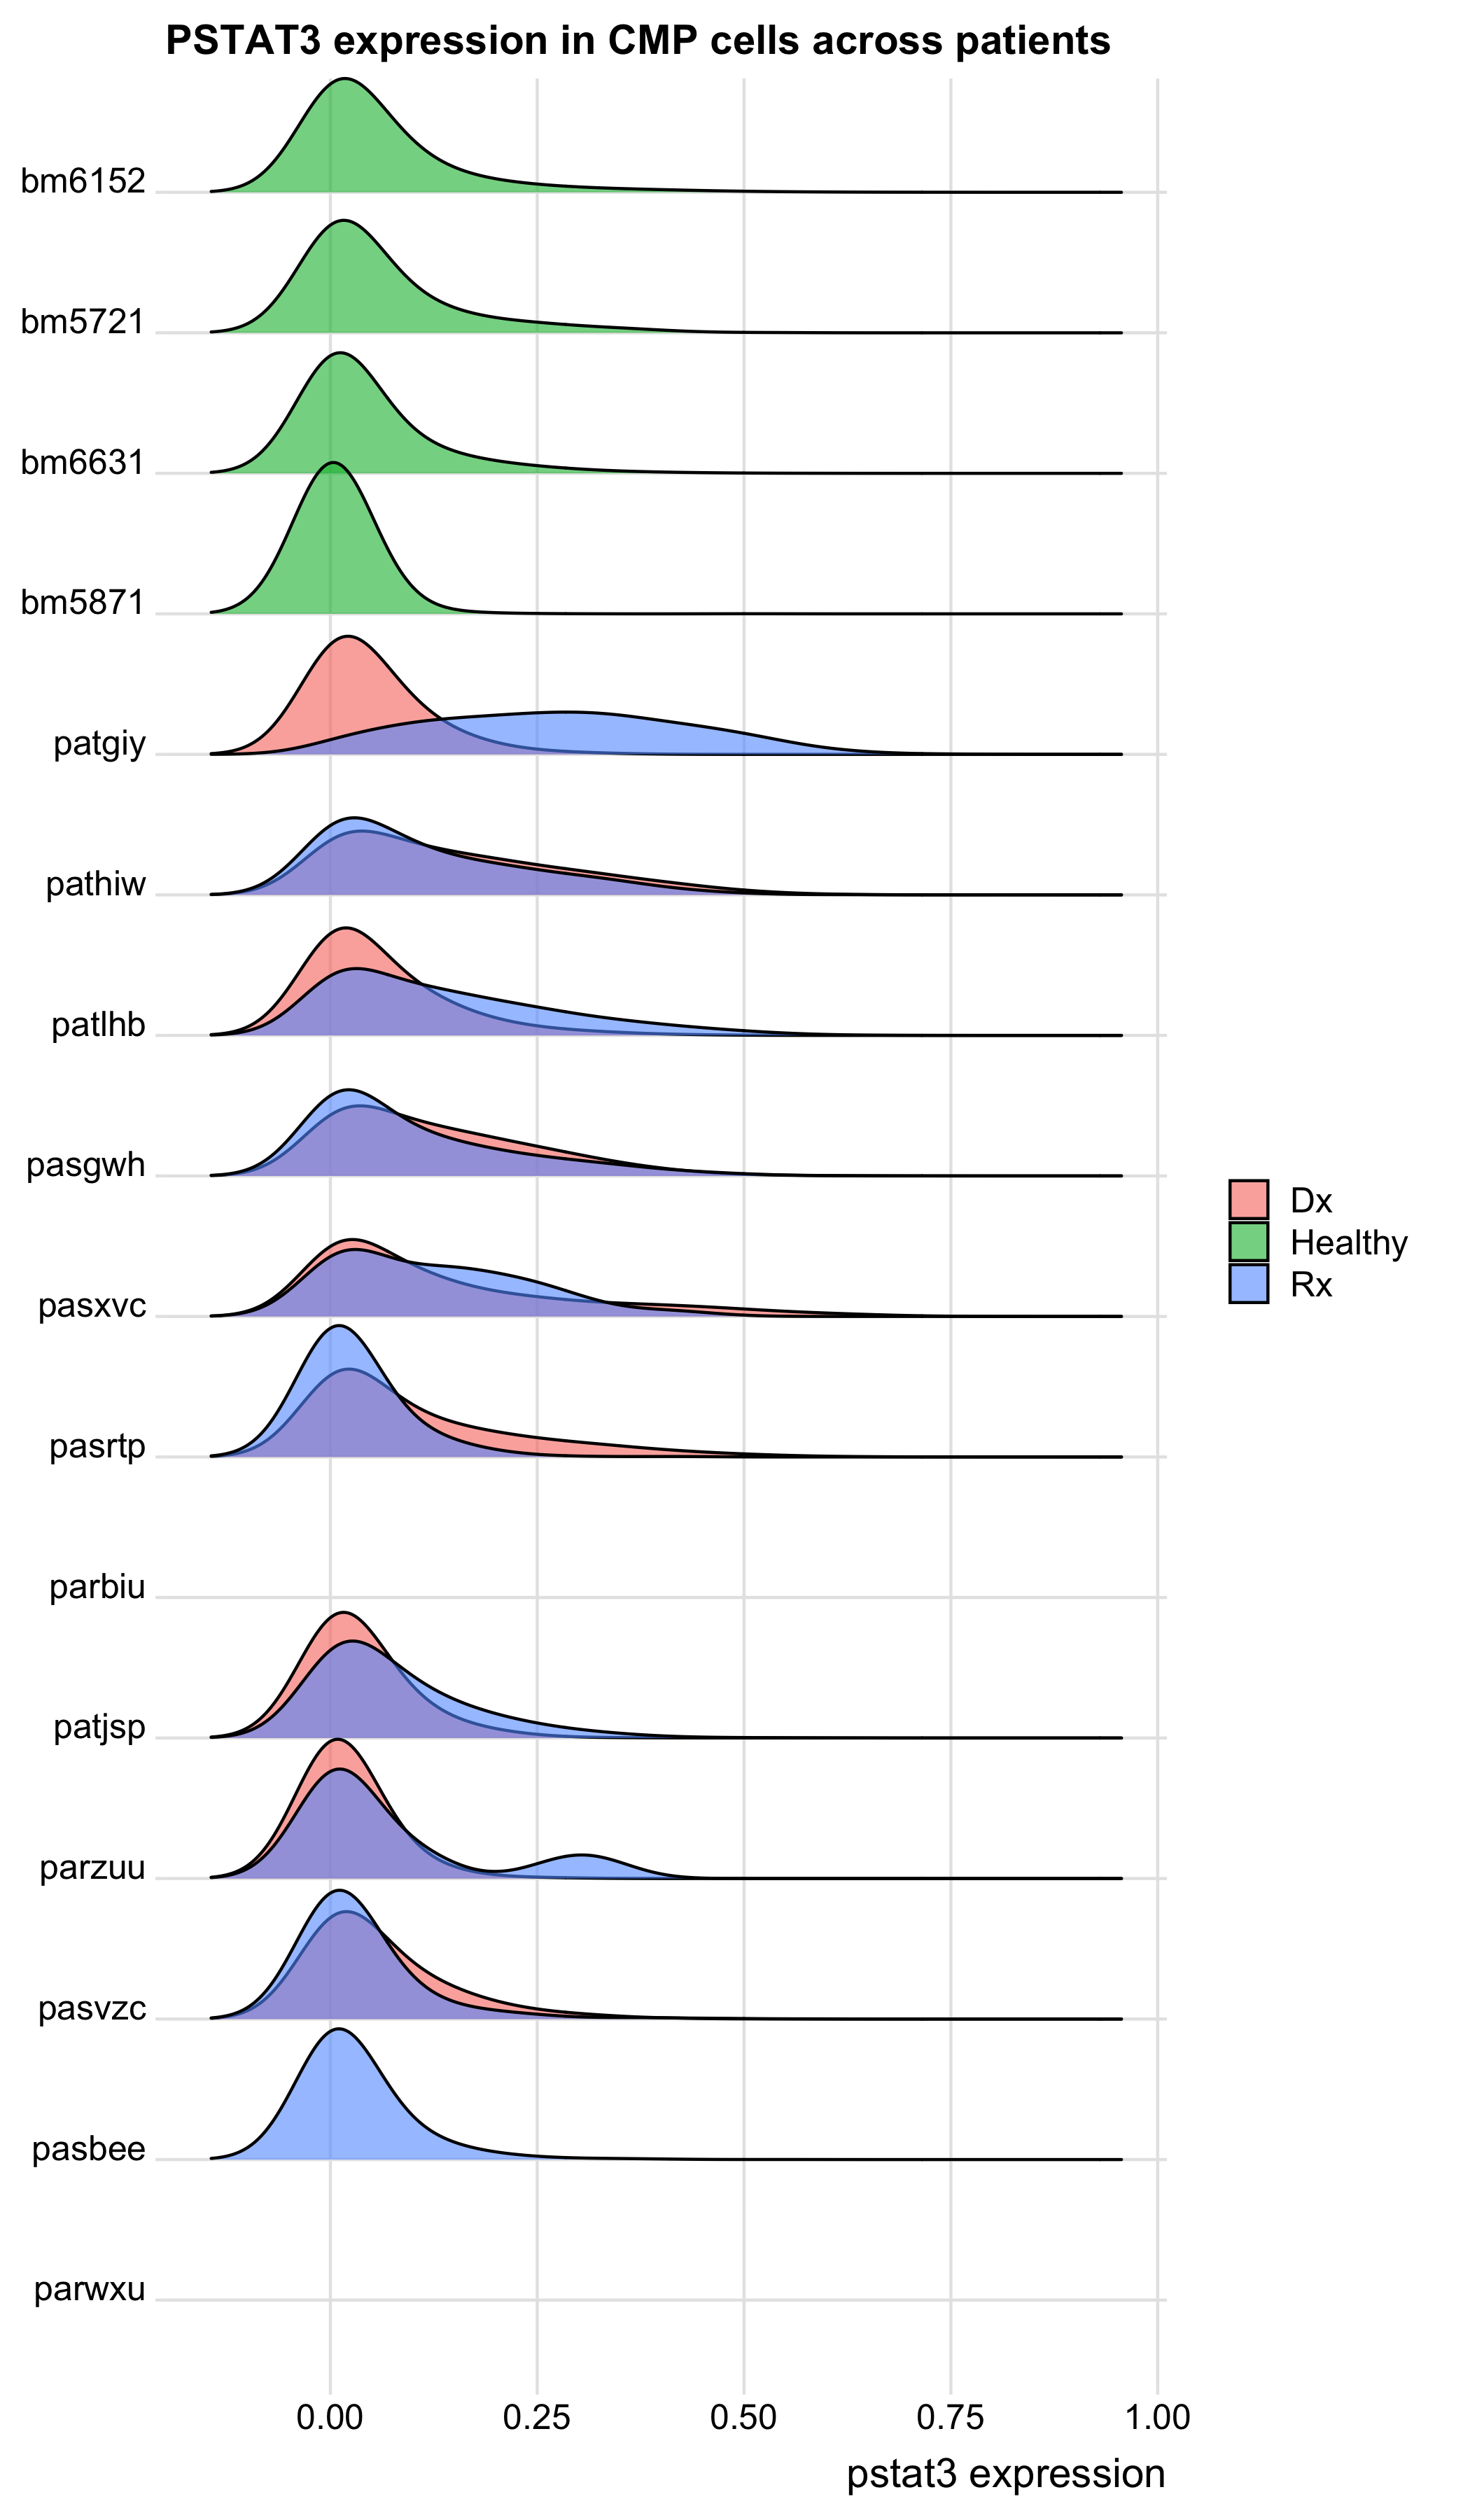 PSTAT3 expression in CMP cells across patients
bm6152
bm5721
bm6631
bm5871
patgiy
pathiw
patlhb
pasgwh
pasxvc
pasrtp
parbiu
patjsp
parzuu
pasvzc
pasbee
parwxu
Dx
Healthy
Rx
0.00 0.25 0.50 0.75 1.00
pstat3 expression